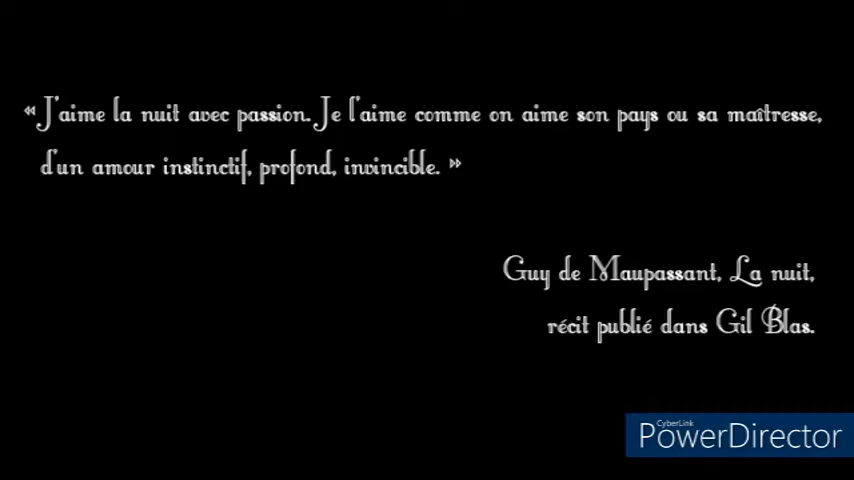 « J'aime la nuit avec passion. Je l'aime comme on aime son pays ou sa maîtresse,
d'un amour instinctif, profond, invincible. »
Guy de Maupassant, La nuit,
récit publié dans Gil Blas.
CyberLink
PowerDirector